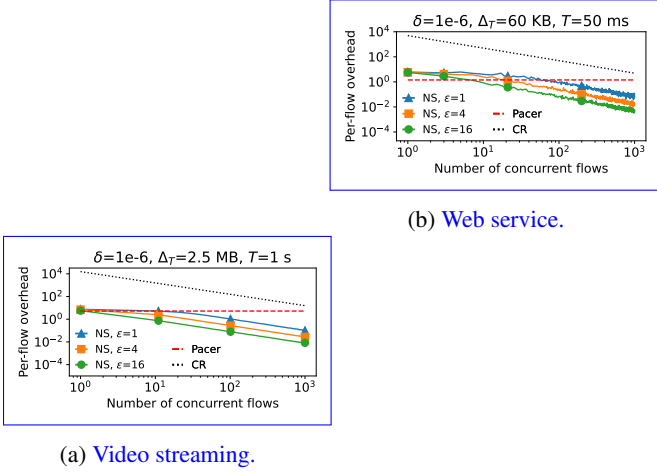 δ=1e-6, Δ_T=60 KB, T=50 ms
Per-flow overhead
10^4
10^2
10^0
10^-2
10^-4
NS, ε=1
NS, ε=4
NS, ε=16
Pacer
CR
10^0
10^1
10^2
10^3
Number of concurrent flows
(b) Web service.
δ=1e-6, Δ_T=2.5 MB, T=1 s
Per-flow overhead
10^4
10^2
10^0
10^-2
10^-4
NS, ε=1
NS, ε=4
NS, ε=16
Pacer
CR
10^0
10^1
10^2
10^3
Number of concurrent flows
(a) Video streaming.